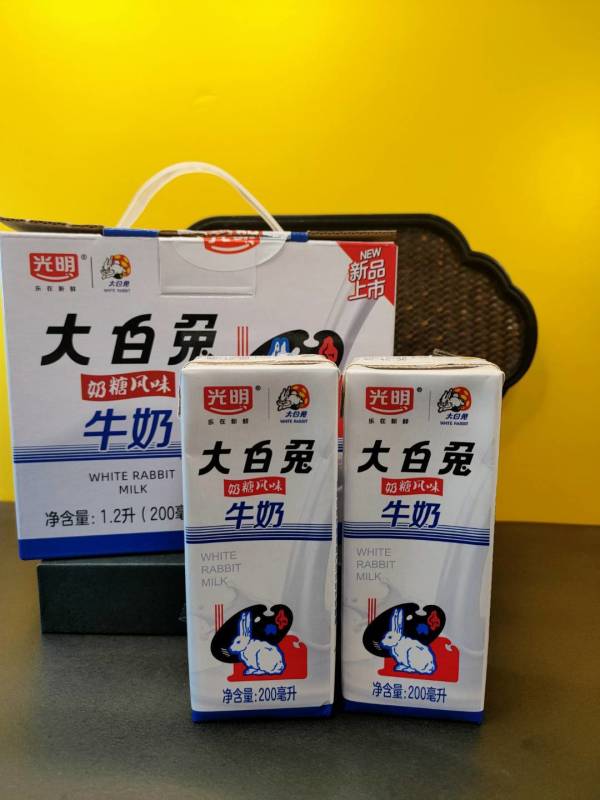 光明®
乐在新鲜
大白兔
WHITE RABBIT
NEW
新品
上市
大白兔
奶糖风味
牛奶
WHITE RABBIT
MILK
净含量: 1.2升 (200毫
光明®
乐在新鲜
大白兔
WHITE RABBIT
大白兔
奶糖风味
牛奶
WHITE
RABBIT
MILK
净含量: 200毫升
光明®
乐在新鲜
大白兔
WHITE RABBIT
大白兔
奶糖风味
牛奶
WHITE
RABBIT
MILK
净含量: 200毫升